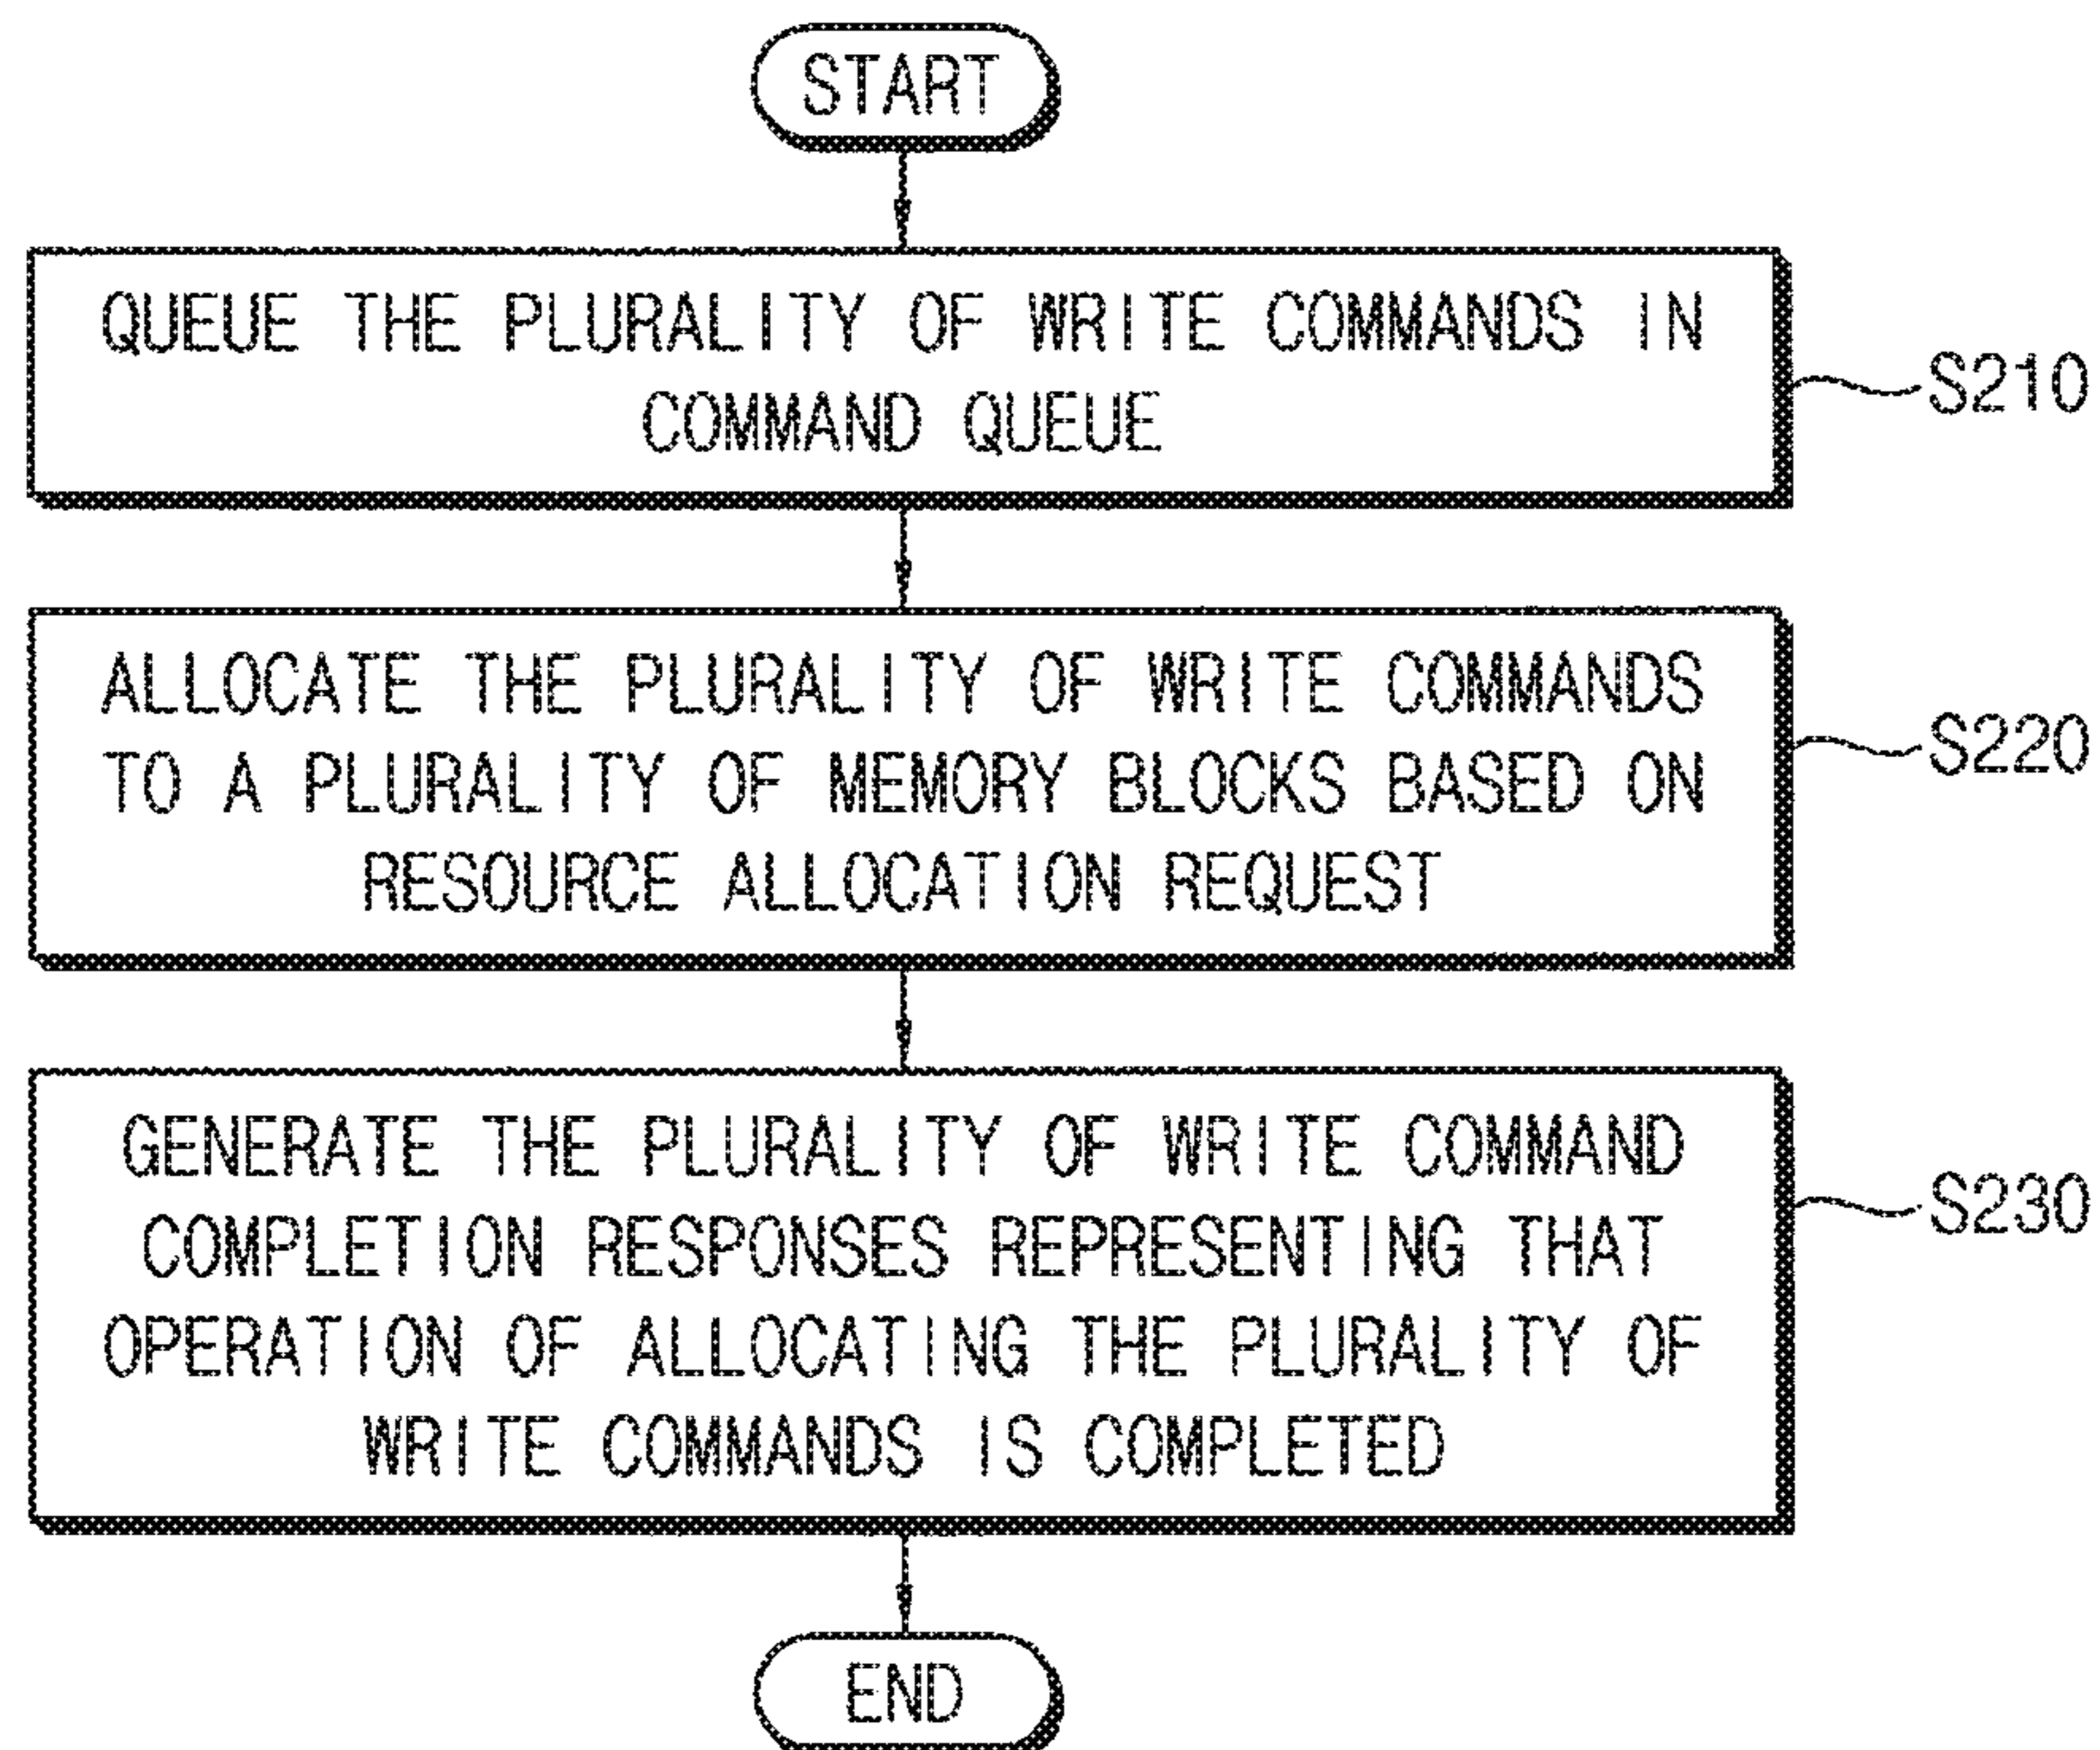 START
QUEUE THE PLURALITY OF WRITE COMMANDS IN
COMMAND QUEUE
S210
ALLOCATE THE PLURALITY OF WRITE COMMANDS
TO A PLURALITY OF MEMORY BLOCKS BASED ON
RESOURCE ALLOCATION REQUEST
S220
GENERATE THE PLURALITY OF WRITE COMMAND
COMPLETION RESPONSES REPRESENTING THAT
OPERATION OF ALLOCATING THE PLURALITY OF
WRITE COMMANDS IS COMPLETED
S230
END